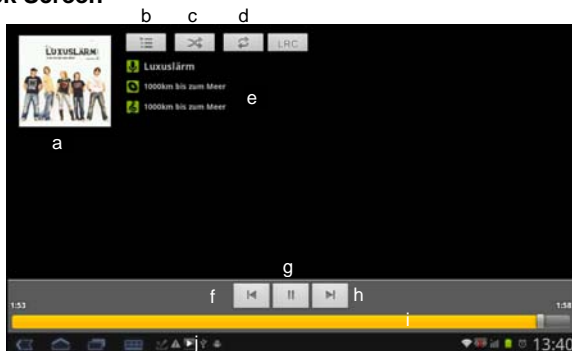 k Screen
b c d
LUXUSLÄRM
LRC
Luxuslärm
1000km bis zum Meer
e
1000km bis zum Meer
a
g
f h
1:53 1:58
i
j
13:40